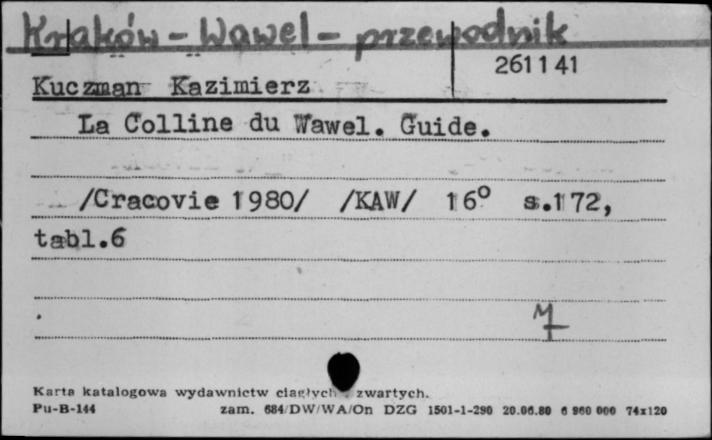 Kraków - Wawel - przewodnik
261141
Kuczman Kazimierz
La Colline du Wawel. Guide.
/Cracovie 1980/ /KAW/ 16° s.172,
tabl.6
Karta katalogowa wydawnictw ciągłych zwartych.
Pu-B-144 zam. 684/DW/WA/On DZG 1501-1-290 20.06.80 6 960 000 74x120